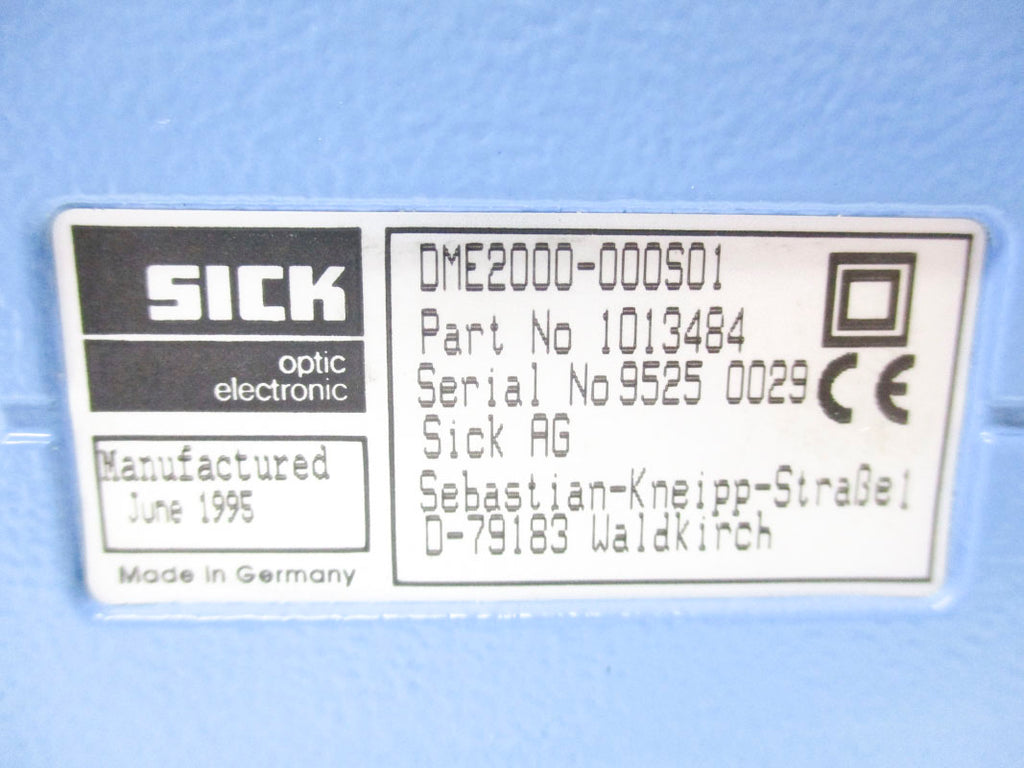 SICK
optic
electronic
Manufactured
June 1995
Made in Germany
DME2000-000S01
Part No 1013484
Serial No 9525 0029
CE
Sick AG
Sebastian-Kneipp-Straße1
D-79183 Waldkirch